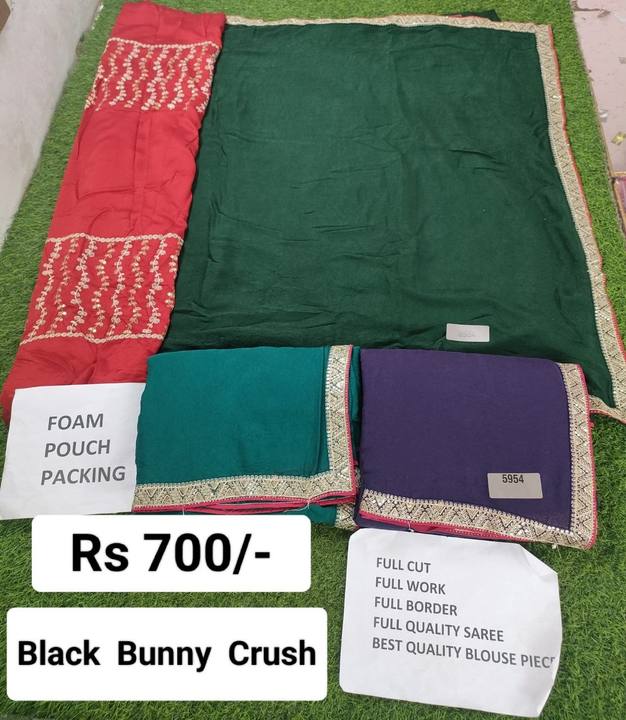 FOAM
POUCH
PACKING
5954
Rs 700/-
FULL CUT
FULL WORK
FULL BORDER
FULL QUALITY SAREE
BEST QUALITY BLOUSE PIEC
Black Bunny Crush